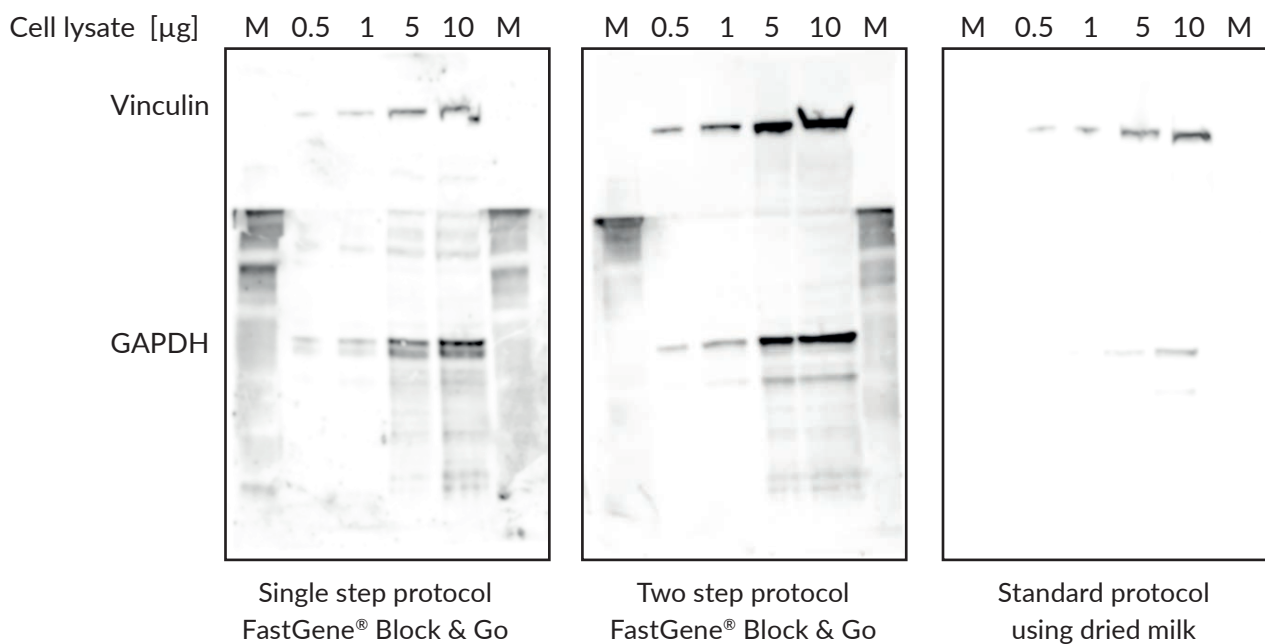 Cell lysate [µg] M 0.5 1 5 10 M M 0.5 1 5 10 M M 0.5 1 5 10 M
Vinculin
GAPDH
Single step protocol
FastGene® Block & Go
Two step protocol
FastGene® Block & Go
Standard protocol
using dried milk